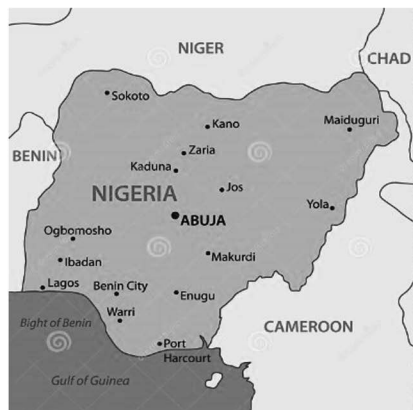 NIGER
CHAD
Sokoto
Kano
Maiduguri
Zaria
BENIN
Kaduna
NIGERIA
Jos
Yola
ABUJA
Ogbomosho
Ibadan
Makurdi
Lagos
Benin City
Enugu
Warri
Bight of Benin
CAMEROON
Port
Harcourt
Gulf of Guinea